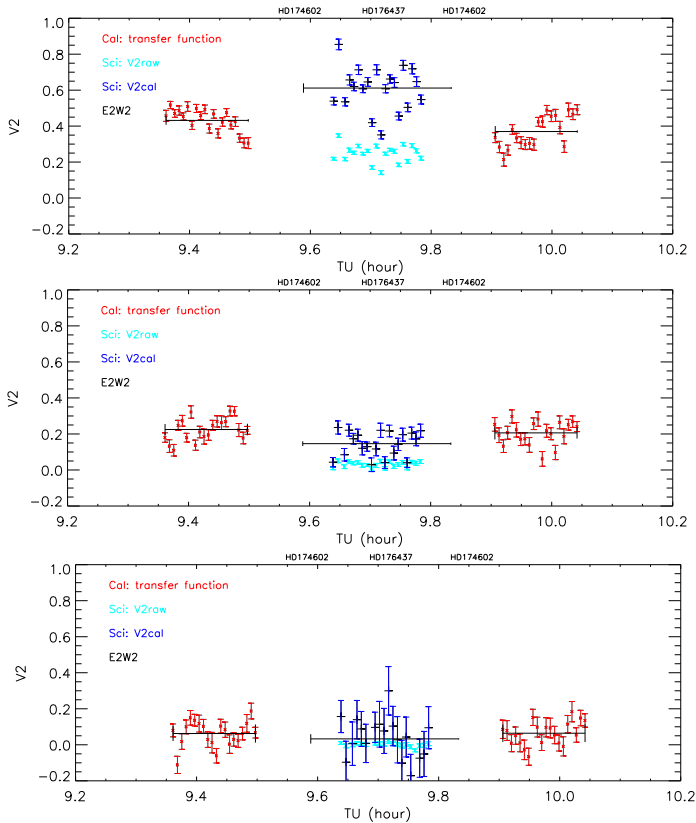 HD174602 HD176437 HD174602
1.0
Cal: transfer function
0.8
Sci: V2raw
Sci: V2cal
0.6
E2W2
V2
0.4
0.2
0.0
−0.2
9.2 9.4 9.6 9.8 10.0 10.2
TU (hour)
HD174602 HD176437 HD174602
1.0
Cal: transfer function
0.8
Sci: V2raw
Sci: V2cal
0.6
E2W2
V2
0.4
0.2
0.0
−0.2
9.2 9.4 9.6 9.8 10.0 10.2
TU (hour)
HD174602 HD176437 HD174602
1.0
Cal: transfer function
0.8
Sci: V2raw
Sci: V2cal
0.6
E2W2
V2
0.4
0.2
0.0
−0.2
9.2 9.4 9.6 9.8 10.0 10.2
TU (hour)